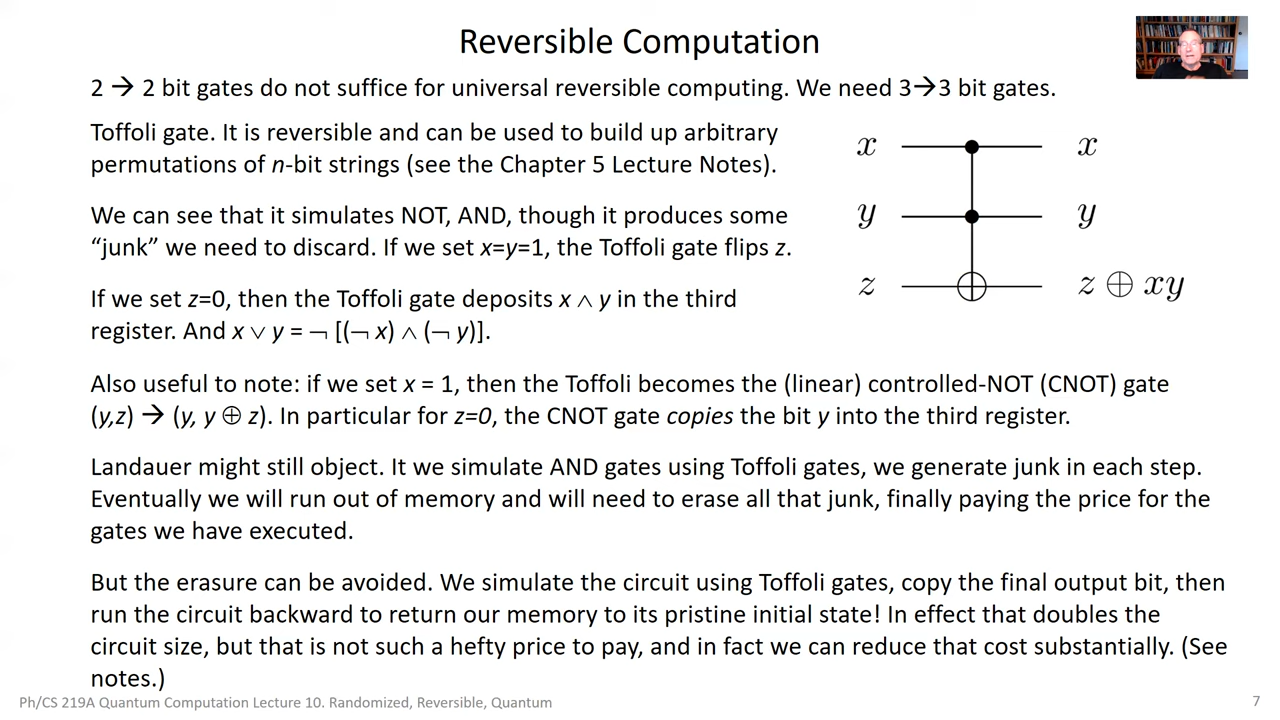 Reversible Computation
2 → 2 bit gates do not suffice for universal reversible computing. We need 3→3 bit gates.
Toffoli gate. It is reversible and can be used to build up arbitrary
permutations of n-bit strings (see the Chapter 5 Lecture Notes).
We can see that it simulates NOT, AND, though it produces some
“junk” we need to discard. If we set x=y=1, the Toffoli gate flips z.
If we set z=0, then the Toffoli gate deposits x ∧ y in the third
register. And x ∨ y = ¬ [(¬ x) ∧ (¬ y)].
x x
y y
z z ⊕ xy
Also useful to note: if we set x = 1, then the Toffoli becomes the (linear) controlled-NOT (CNOT) gate
(y,z) → (y, y ⊕ z). In particular for z=0, the CNOT gate copies the bit y into the third register.
Landauer might still object. It we simulate AND gates using Toffoli gates, we generate junk in each step.
Eventually we will run out of memory and will need to erase all that junk, finally paying the price for the
gates we have executed.
But the erasure can be avoided. We simulate the circuit using Toffoli gates, copy the final output bit, then
run the circuit backward to return our memory to its pristine initial state! In effect that doubles the
circuit size, but that is not such a hefty price to pay, and in fact we can reduce that cost substantially. (See
notes.)
Ph/CS 219A Quantum Computation Lecture 10. Randomized, Reversible, Quantum
7